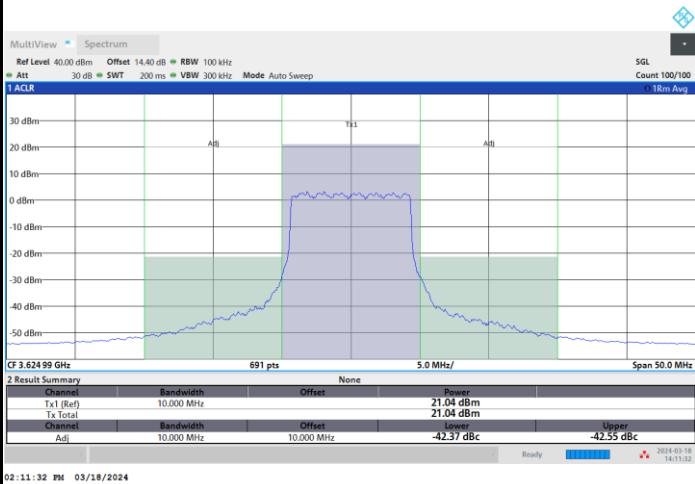 MultiView Spectrum
Ref Level 40.00 dBm Offset 14.40 dB RBW 100 kHz SGL
Att 30 dB SWT 200 ms VBW 300 kHz Mode Auto Sweep Count 100/100
1 ACLR 1Rm Avg
30 dBm
Tx1
20 dBm
Adj Adj
10 dBm
0 dBm
-10 dBm
-20 dBm
-30 dBm
-40 dBm
-50 dBm
CF 3.624 99 GHz 691 pts 5.0 MHz/ Span 50.0 MHz
2 Result Summary None
Channel Bandwidth Offset Power
Tx1 (Ref) 10.000 MHz 21.04 dBm
Tx Total 21.04 dBm
Channel Bandwidth Offset Lower Upper
Adj 10.000 MHz 10.000 MHz -42.37 dBc -42.55 dBc
Ready 2024-03-18
14:11:32
02:11:32 PM 03/18/2024